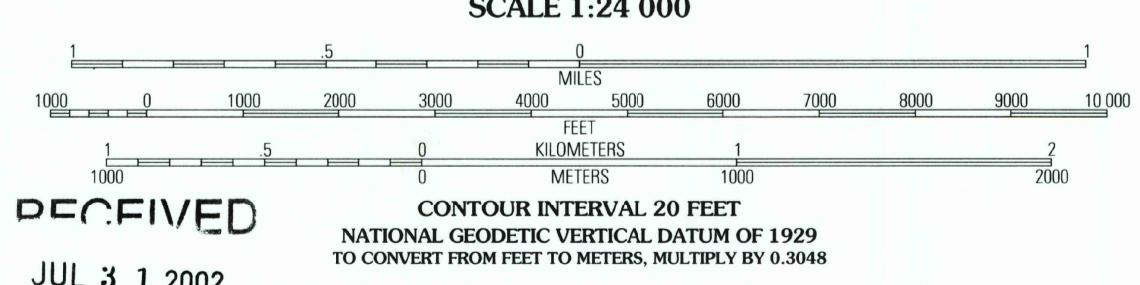 SCALE 1:24 000
1 .5 0 1
MILES
1000 0 1000 2000 3000 4000 5000 6000 7000 8000 9000 10 000
FEET
1 .5 0 KILOMETERS 1 2
1000 0 METERS 1000 2000
RECEIVED
CONTOUR INTERVAL 20 FEET
NATIONAL GEODETIC VERTICAL DATUM OF 1929
TO CONVERT FROM FEET TO METERS, MULTIPLY BY 0.3048
JUL 3 1 2002